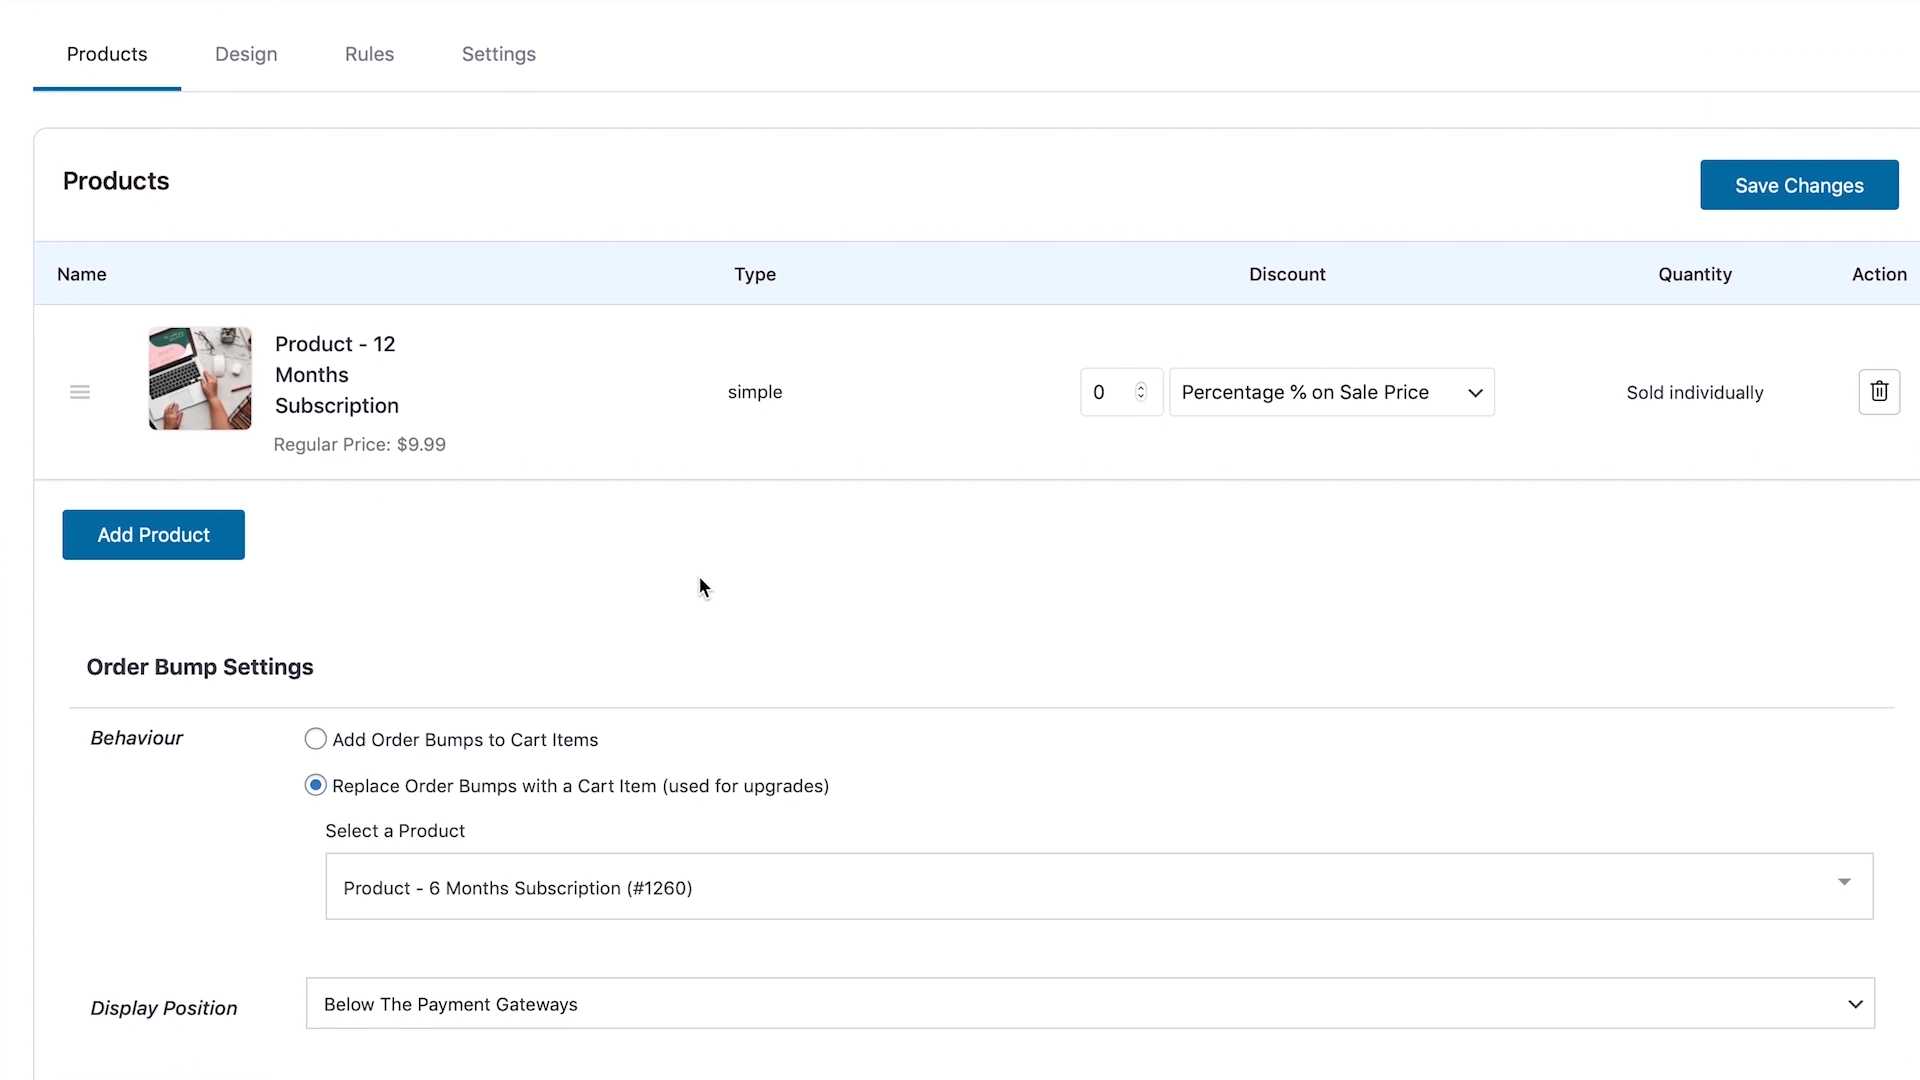 Products Design Rules Settings
Products
Save Changes
Name Type Discount Quantity Action
Product - 12
Months
Subscription
Regular Price: $9.99
simple
0 Percentage % on Sale Price
Sold individually
Add Product
Order Bump Settings
Behaviour
Add Order Bumps to Cart Items
Replace Order Bumps with a Cart Item (used for upgrades)
Select a Product
Product - 6 Months Subscription (#1260)
Display Position
Below The Payment Gateways